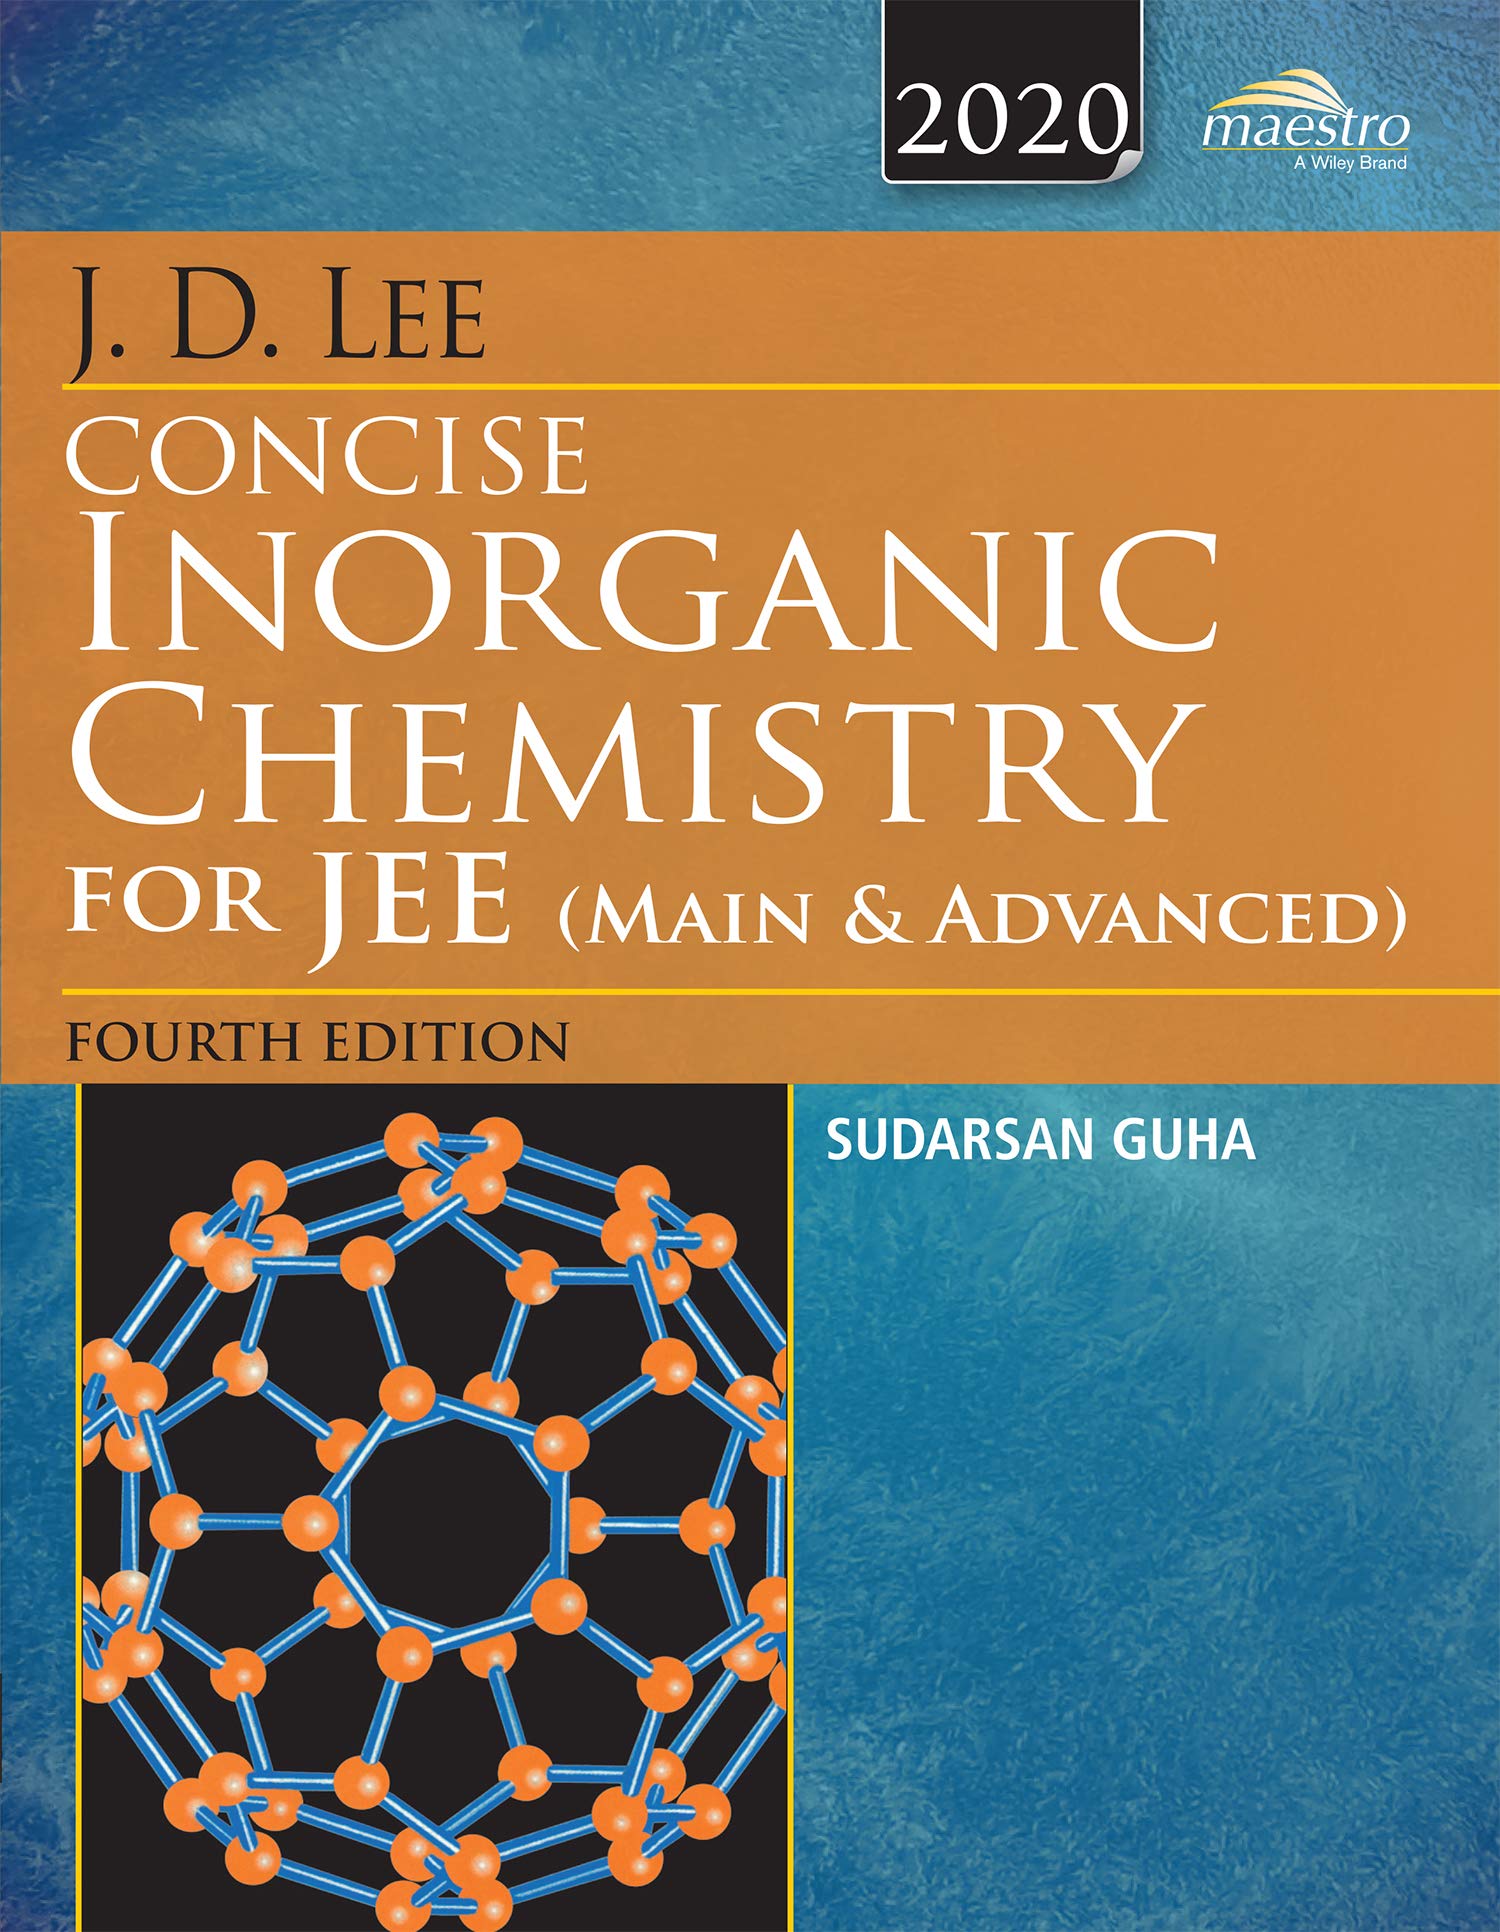 2020
maestro
A Wiley Brand
J. D. LEE
CONCISE
INORGANIC
CHEMISTRY
FOR JEE (MAIN & ADVANCED)
FOURTH EDITION
SUDARSAN GUHA